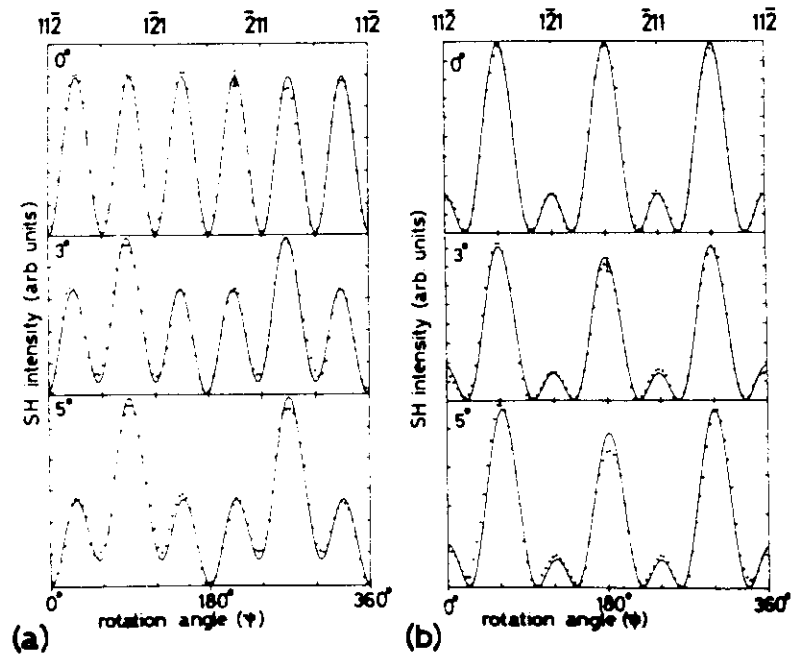 112̄ 12̄1 2̄11 112̄
112̄ 12̄1 2̄11 112̄
0°
0°
3°
3°
5°
5°
SH intensity (arb units)
SH intensity (arb units)
0° 180° 360°
0° 180° 360°
rotation angle (ψ)
rotation angle (ψ)
(a)
(b)